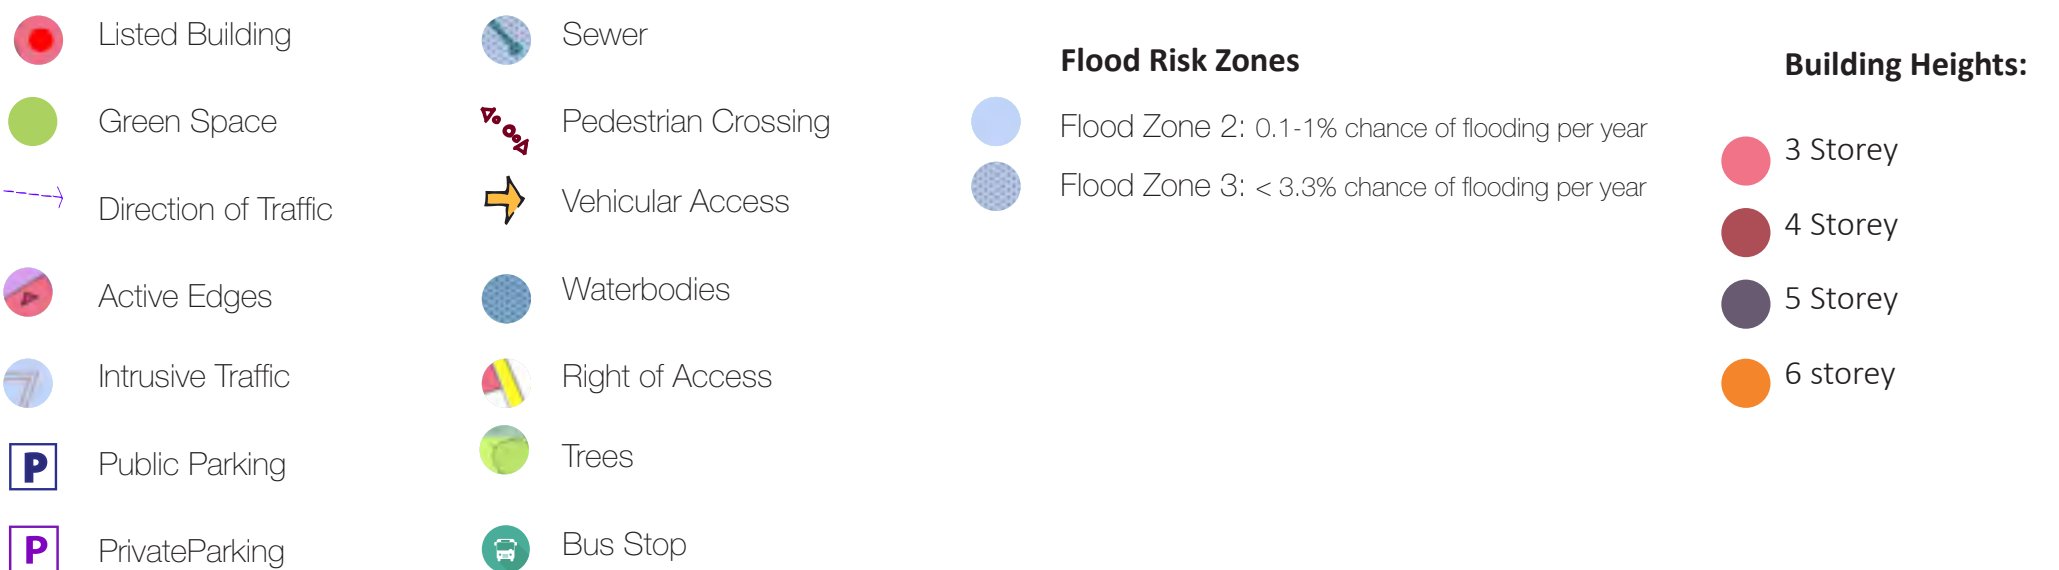 Listed Building
Green Space
Direction of Traffic
Active Edges
Intrusive Traffic
P
Public Parking
P
PrivateParking
Sewer
Pedestrian Crossing
Vehicular Access
Waterbodies
Right of Access
Trees
Bus Stop
Flood Risk Zones
Flood Zone 2: 0.1-1% chance of flooding per year
Flood Zone 3: < 3.3% chance of flooding per year
Building Heights:
3 Storey
4 Storey
5 Storey
6 storey